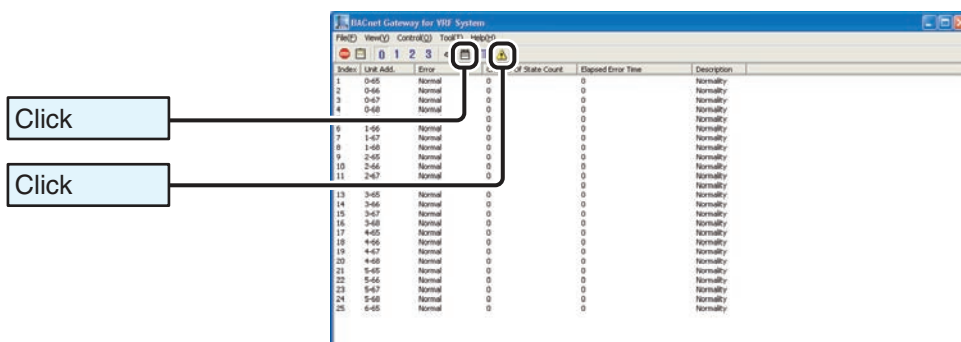 BACnet Gateway for VRF System
File(F) View(V) Control(O) Tool(T) Help(H)
0 1 2 3
Index Unit Add. Error Of State Count Elapsed Error Time Description
1 0-65 Normal 0 0 Normality
2 0-66 Normal 0 0 Normality
3 0-67 Normal 0 0 Normality
4 0-68 Normal 0 0 Normality
Normal 0 0 Normality
6 1-66 Normal 0 0 Normality
7 1-67 Normal 0 0 Normality
8 1-68 Normal 0 0 Normality
9 2-65 Normal 0 0 Normality
10 2-66 Normal 0 0 Normality
11 2-67 Normal 0 0 Normality
0 Normality
13 3-65 Normal 0 0 Normality
14 3-66 Normal 0 0 Normality
15 3-67 Normal 0 0 Normality
16 3-68 Normal 0 0 Normality
17 4-65 Normal 0 0 Normality
18 4-66 Normal 0 0 Normality
19 4-67 Normal 0 0 Normality
20 4-68 Normal 0 0 Normality
21 5-65 Normal 0 0 Normality
22 5-66 Normal 0 0 Normality
23 5-67 Normal 0 0 Normality
24 5-68 Normal 0 0 Normality
25 6-65 Normal 0 0 Normality
Click
Click